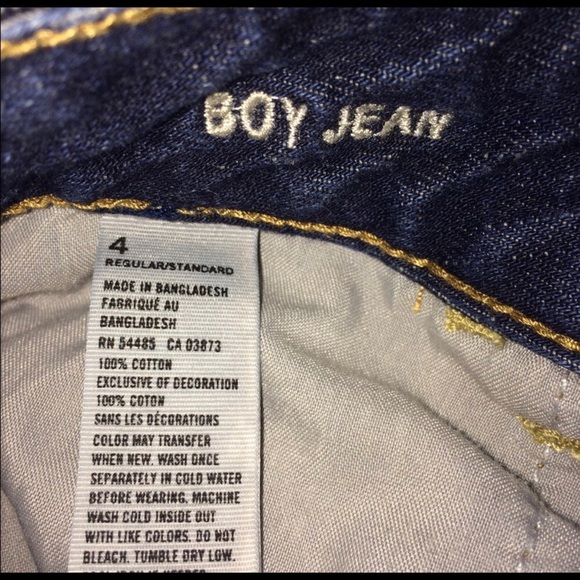 BOY JEAN
4
REGULAR/STANDARD
MADE IN BANGLADESH
FABRIQUÉ AU
BANGLADESH
RN 54485 CA 03873
100% COTTON
EXCLUSIVE OF DECORATION
100% COTON
SANS LES DÉCORATIONS
COLOR MAY TRANSFER
WHEN NEW. WASH ONCE
SEPARATELY IN COLD WATER
BEFORE WEARING. MACHINE
WASH COLD INSIDE OUT
WITH LIKE COLORS. DO NOT
BLEACH. TUMBLE DRY LOW.